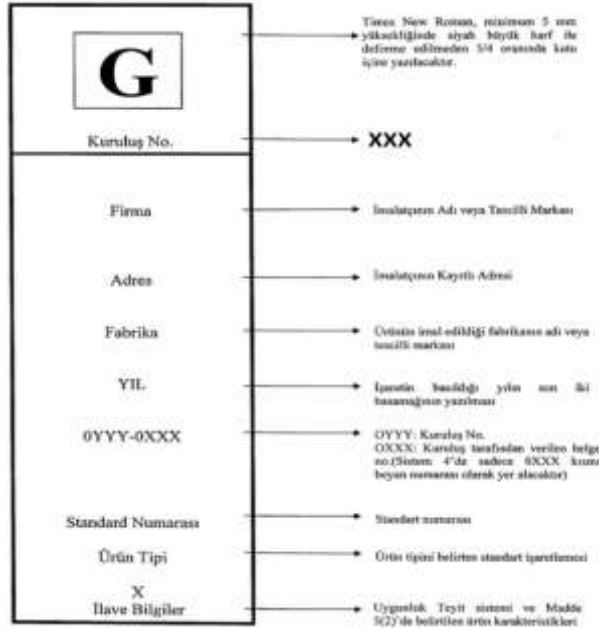 Times New Roman, minimum 5 mm
yüksekliğinde siyah büyük harf ile
deforme edilmeden 5/4 oranında kutu
içine yazılacaktır.
G
Kuruluş No.
XXX
Firma
İmalatçının Adı veya Tescilli Markası
Adres
İmalatçının Kayıtlı Adresi
Fabrika
Ürünün imal edildiği fabrikanın adı veya
tescilli markası
YIL
İşaretin basıldığı yılın son iki
basamağının yazılması
0YYY-0XXX
OYYY: Kuruluş No.
OXXX: Kuruluş tarafından verilen belge
no.(Sistem 4'de sadece 0XXX kısmı
beyan numarası olarak yer alacaktır)
Standard Numarası
Standart numarası
Ürün Tipi
Ürün tipini belirten standart işaretlemesi
X
İlave Bilgiler
Uygunluk Teyit sistemi ve Madde
5(2)'de belirtilen ürün karakteristikleri